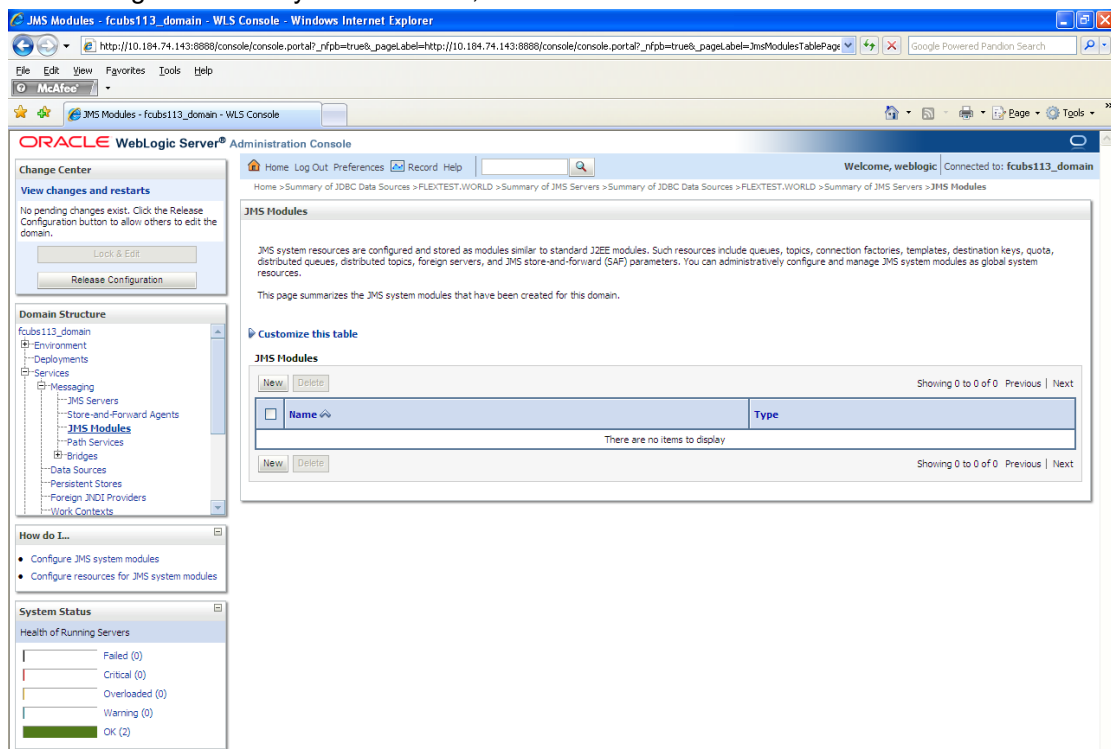 JMS Modules - fcubs113_domain - WLS Console - Windows Internet Explorer
http://10.184.74.143:8888/console/console.portal?_nfpb=true&_pageLabel=http://10.184.74.143:8888/console/console.portal?_nfpb=true&_pageLabel=JmsModulesTablePage
Google Powered Pandion Search
File Edit View Favorites Tools Help
McAfee
JMS Modules - fcubs113_domain - WLS Console
Page Tools
ORACLE WebLogic Server® Administration Console
Change Center
View changes and restarts
No pending changes exist. Click the Release
Configuration button to allow others to edit the
domain.
Lock & Edit
Release Configuration
Domain Structure
fcubs113_domain
Environment
Deployments
Services
Messaging
JMS Servers
Store-and-Forward Agents
JMS Modules
Path Services
Bridges
Data Sources
Persistent Stores
Foreign JNDI Providers
Work Contexts
How do I...
Configure JMS system modules
Configure resources for JMS system modules
System Status
Health of Running Servers
Failed (0)
Critical (0)
Overloaded (0)
Warning (0)
OK (2)
Home Log Out Preferences Record Help
Welcome, weblogic Connected to: fcubs113_domain
Home >Summary of JDBC Data Sources >FLEXTEST.WORLD >Summary of JMS Servers >Summary of JDBC Data Sources >FLEXTEST.WORLD >Summary of JMS Servers >JMS Modules
JMS Modules
JMS system resources are configured and stored as modules similar to standard J2EE modules. Such resources include queues, topics, connection factories, templates, destination keys, quota,
distributed queues, distributed topics, foreign servers, and JMS store-and-forward (SAF) parameters. You can administratively configure and manage JMS system modules as global system
resources.
This page summarizes the JMS system modules that have been created for this domain.
Customize this table
JMS Modules
New Delete Showing 0 to 0 of 0 Previous | Next
Name Type
There are no items to display
New Delete Showing 0 to 0 of 0 Previous | Next